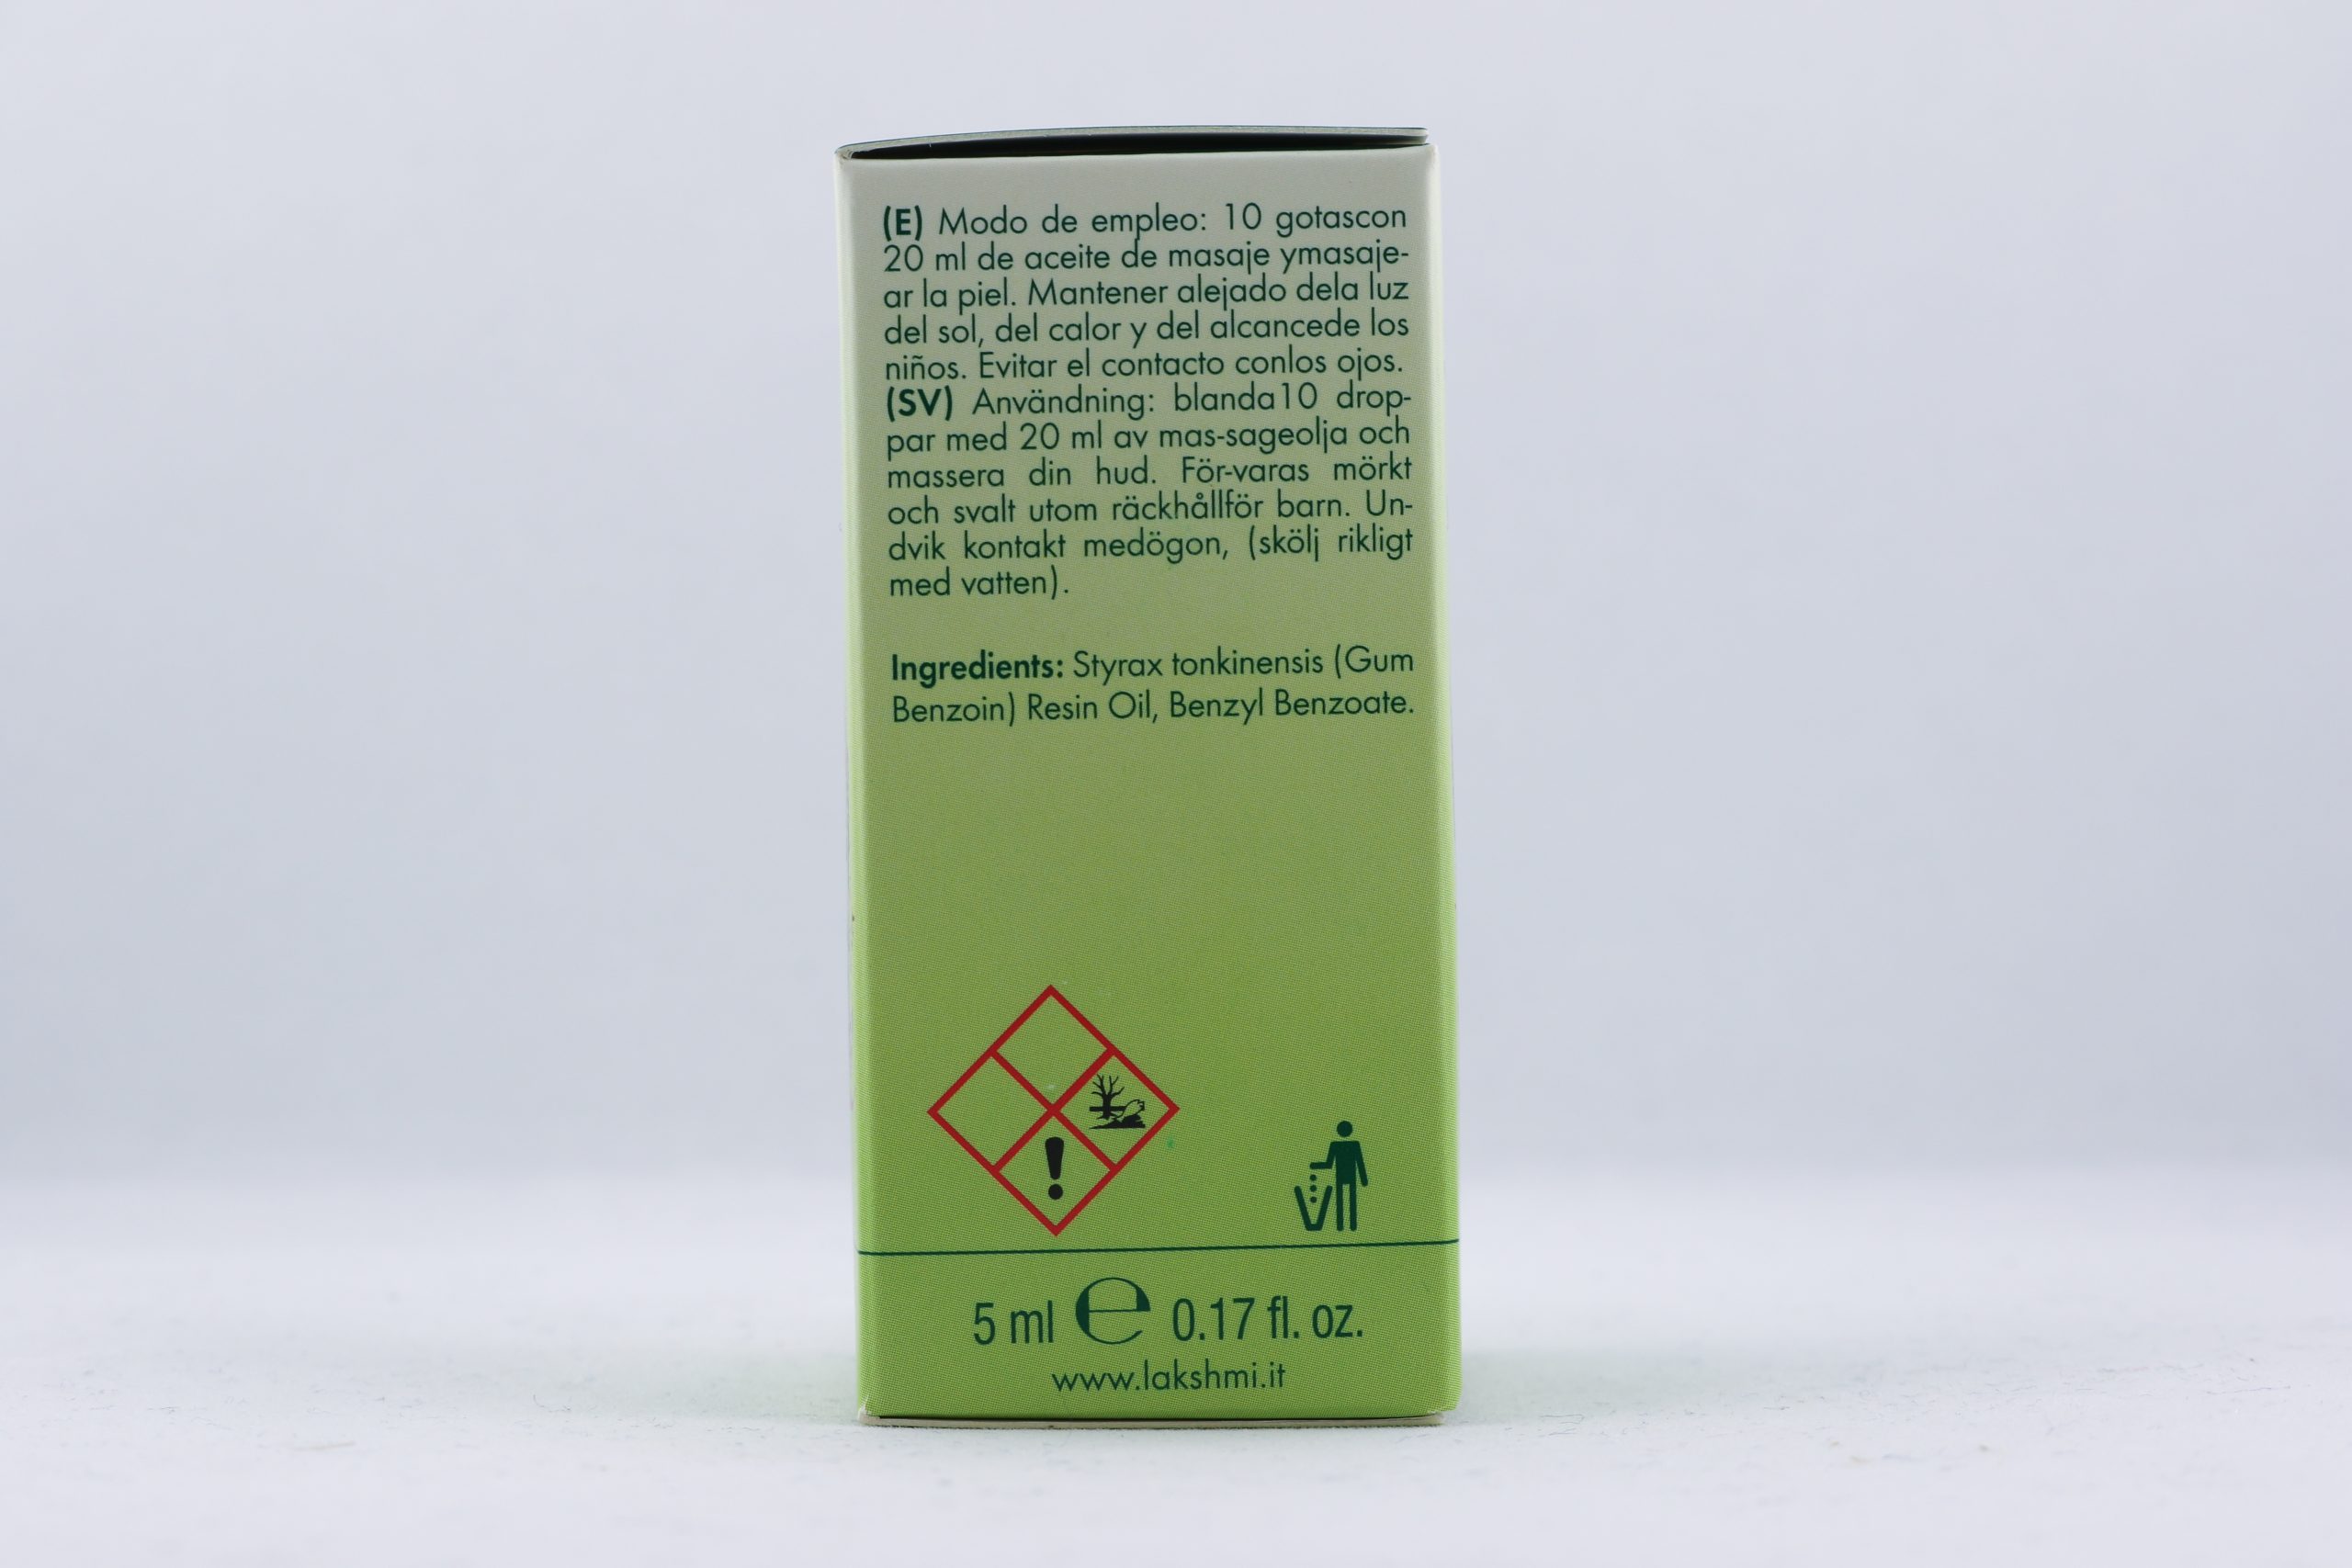 (E) Modo de empleo: 10 gotascon
20 ml de aceite de masaje ymasaje-
ar la piel. Mantener alejado dela luz
del sol, del calor y del alcancede los
niños. Evitar el contacto conlos ojos.
(SV) Användning: blanda10 drop-
par med 20 ml av mas-sageolja och
massera din hud. För-varas mörkt
och svalt utom räckhållför barn. Un-
dvik kontakt medögon, (skölj rikligt
med vatten).
Ingredients: Styrax tonkinensis (Gum
Benzoin) Resin Oil, Benzyl Benzoate.
5 ml ℮ 0.17 fl. oz.
www.lakshmi.it